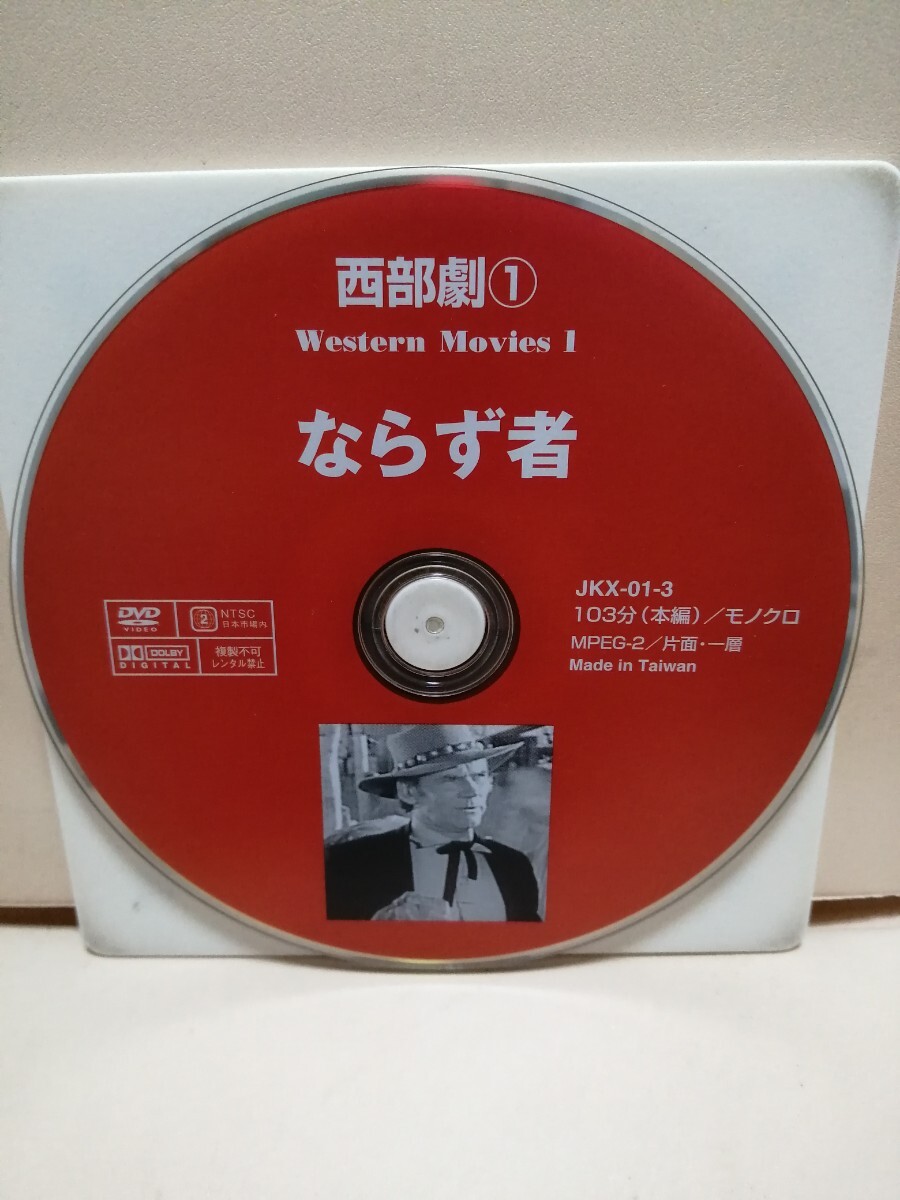 西部劇①
Western Movies 1
ならず者
DVD
VIDEO
2
NTSC
日本市場内
DOLBY
DIGITAL
複製不可
レンタル禁止
JKX-01-3
103分(本編)/モノクロ
MPEG-2/片面・一層
Made in Taiwan